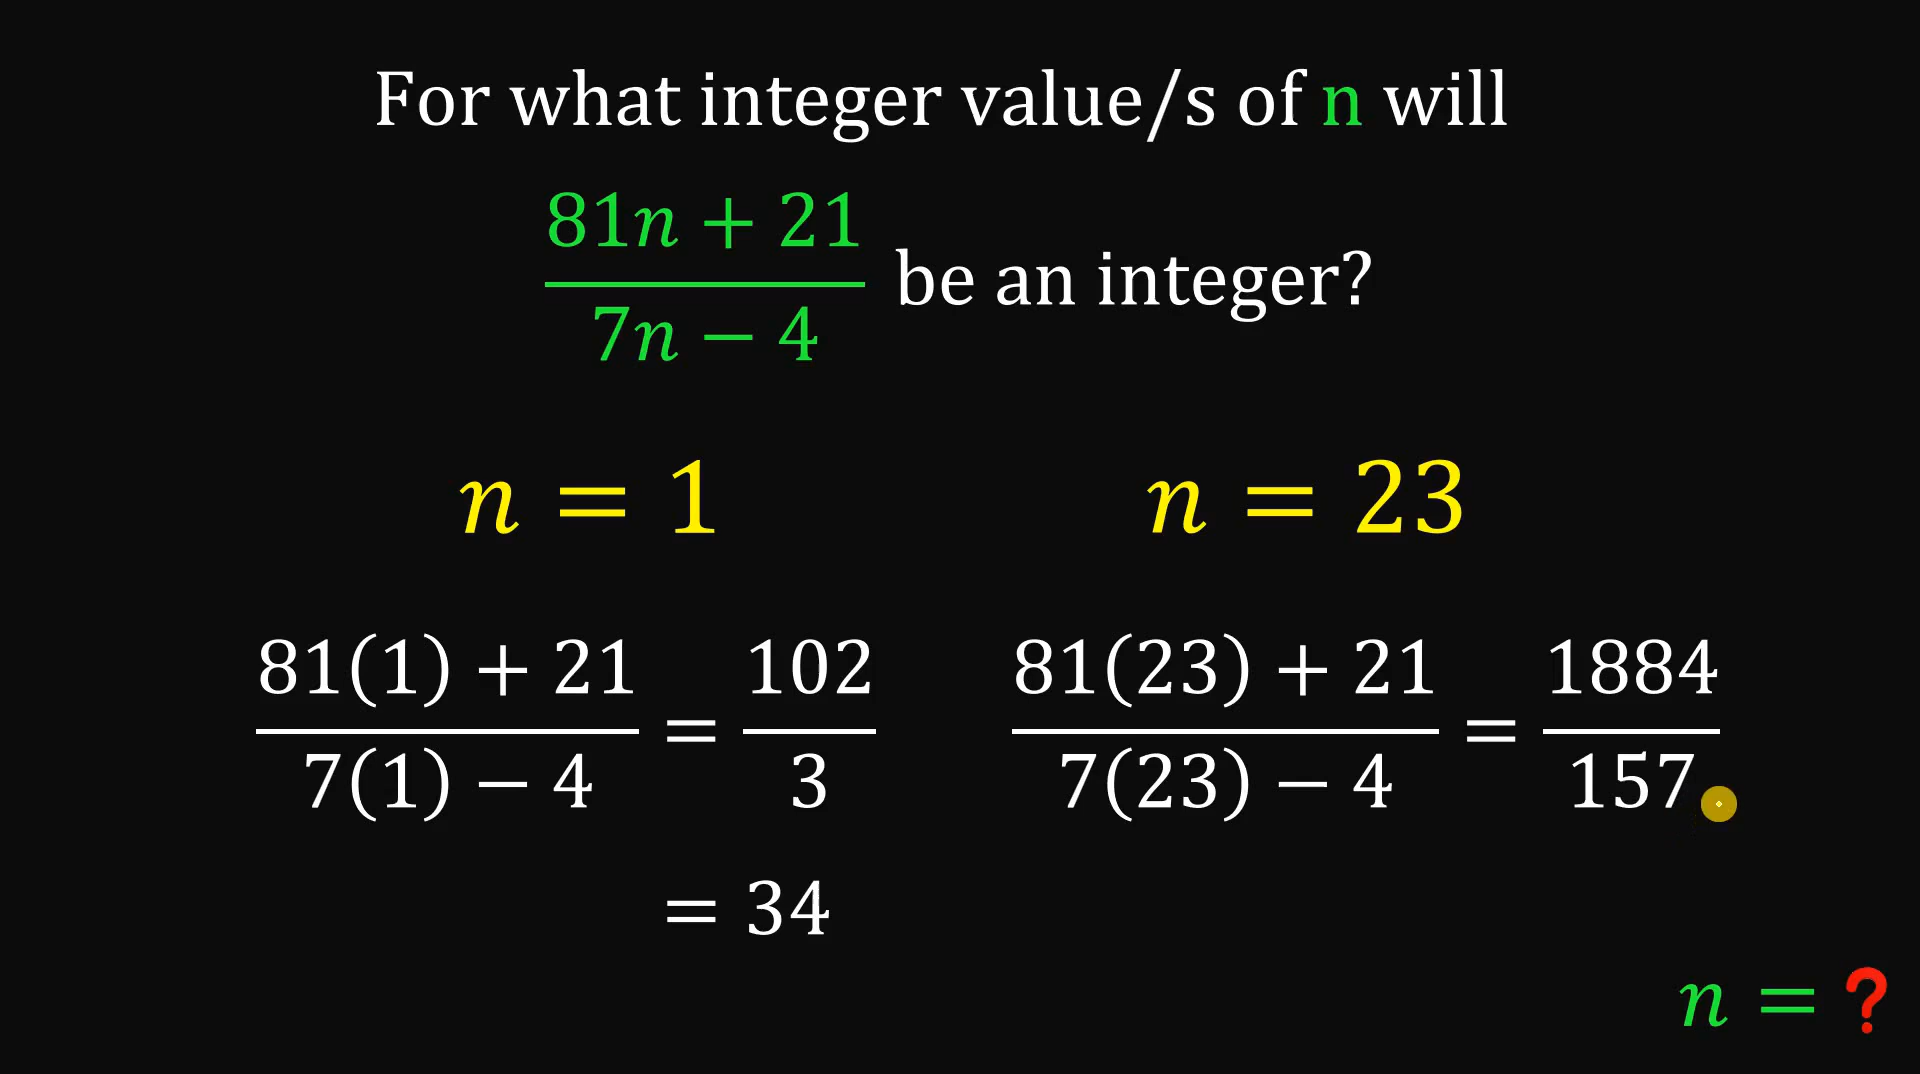 For what integer value/s of n will
81n + 21
7n − 4
be an integer?
n = 1
n = 23
81(1) + 21 / 7(1) − 4 = 102 / 3
= 34
81(23) + 21 / 7(23) − 4 = 1884 / 157
n = ?